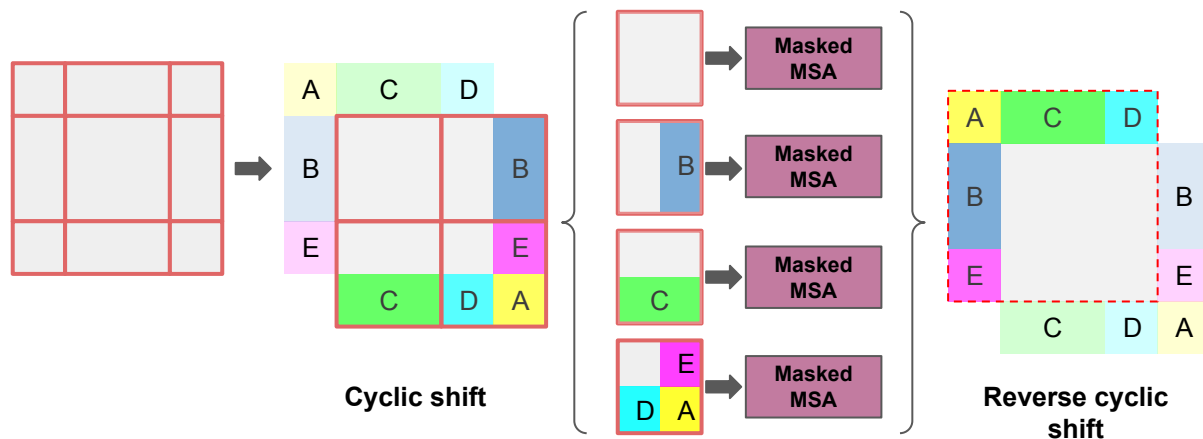 A C D
B B
E E
C D A
Cyclic shift
Masked
MSA
B
Masked
MSA
C
Masked
MSA
E
D A
Masked
MSA
A C D
B B
E E
C D A
Reverse cyclic
shift